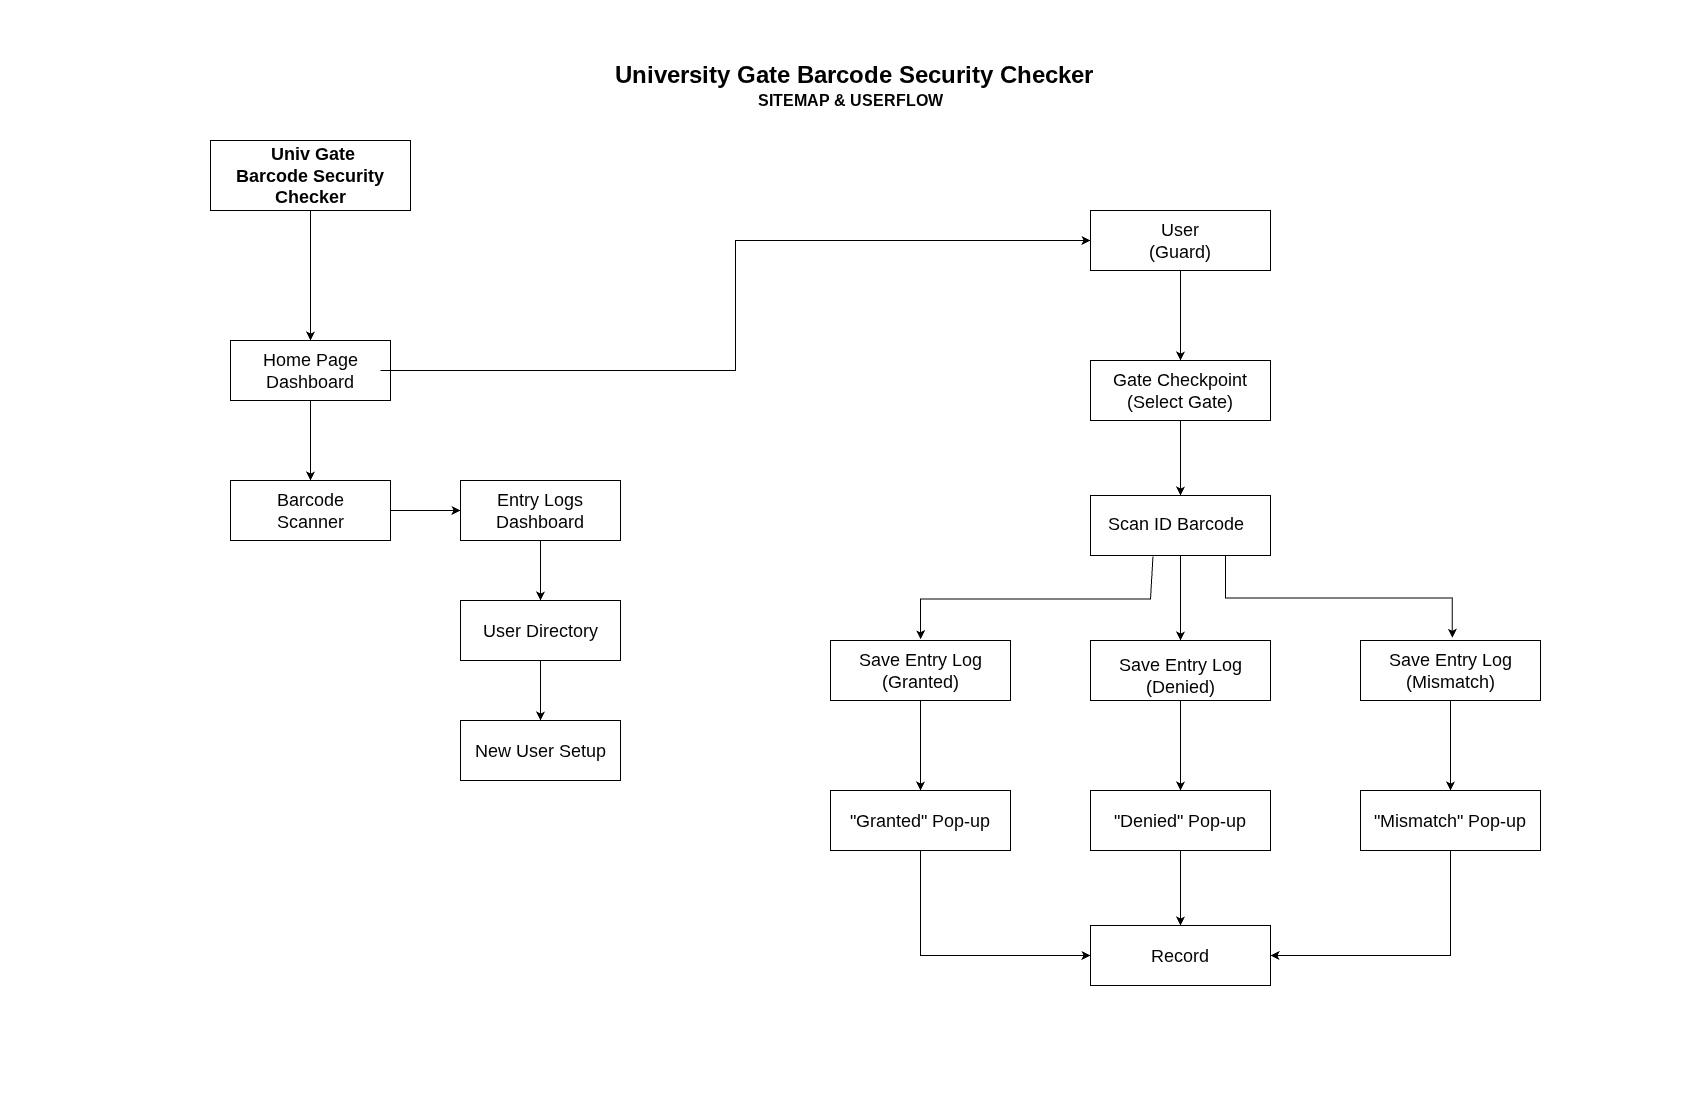 University Gate Barcode Security Checker
SITEMAP & USERFLOW
Univ Gate
Barcode Security
Checker
Home Page
Dashboard
Barcode
Scanner
Entry Logs
Dashboard
User Directory
New User Setup
User
(Guard)
Gate Checkpoint
(Select Gate)
Scan ID Barcode
Save Entry Log
(Granted)
Save Entry Log
(Denied)
Save Entry Log
(Mismatch)
"Granted" Pop-up
"Denied" Pop-up
"Mismatch" Pop-up
Record